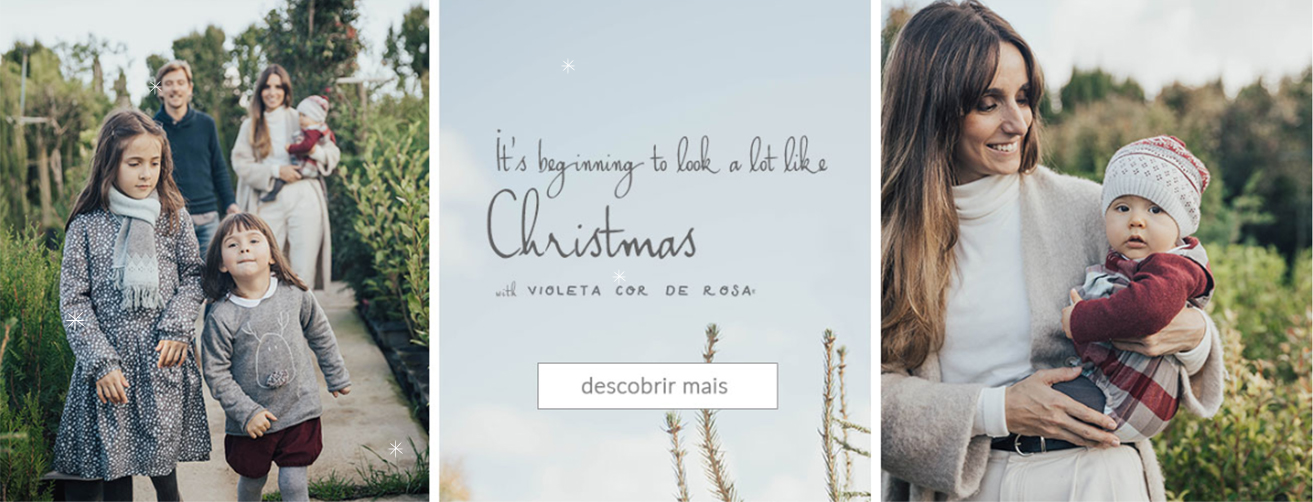 It's beginning to look a lot like
Christmas
with VIOLETA COR DE ROSA
descobrir mais